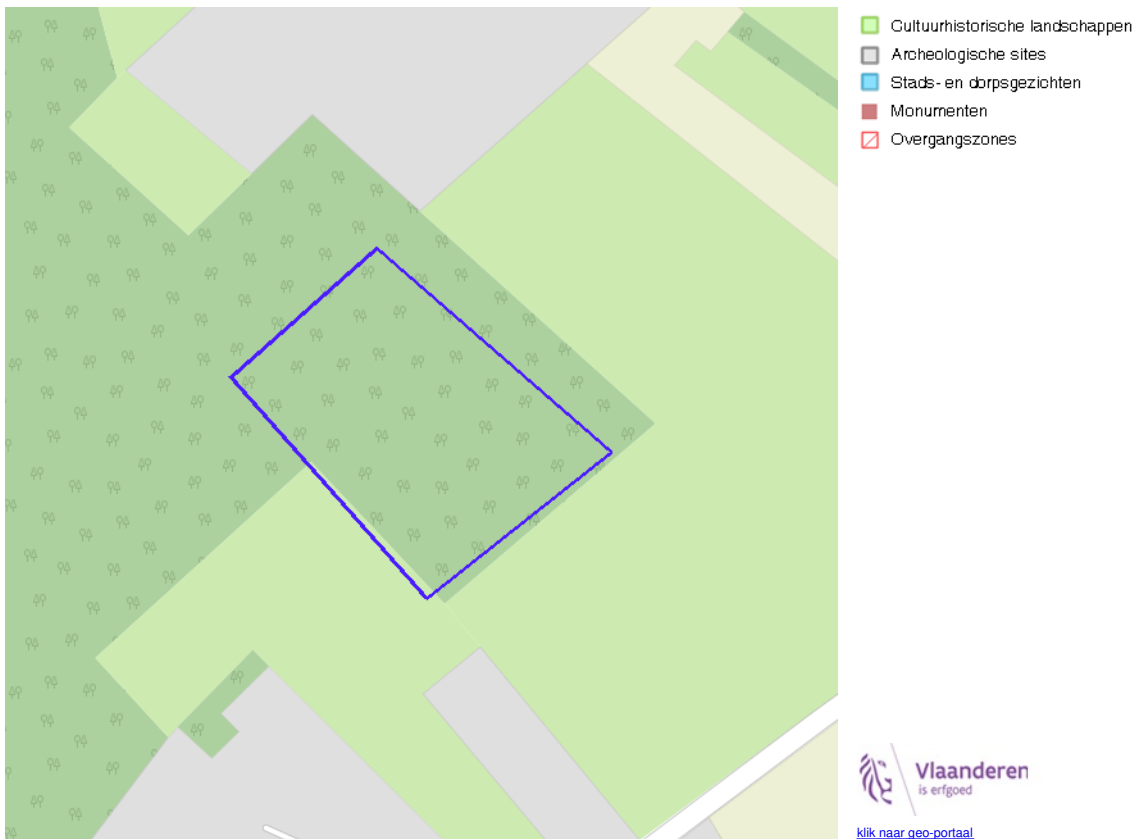 Cultuurhistorische landschappen
Archeologische sites
Stads- en dorpsgezichten
Monumenten
Overgangszones
Vlaanderen
is erfgoed
klik naar geo-portaal